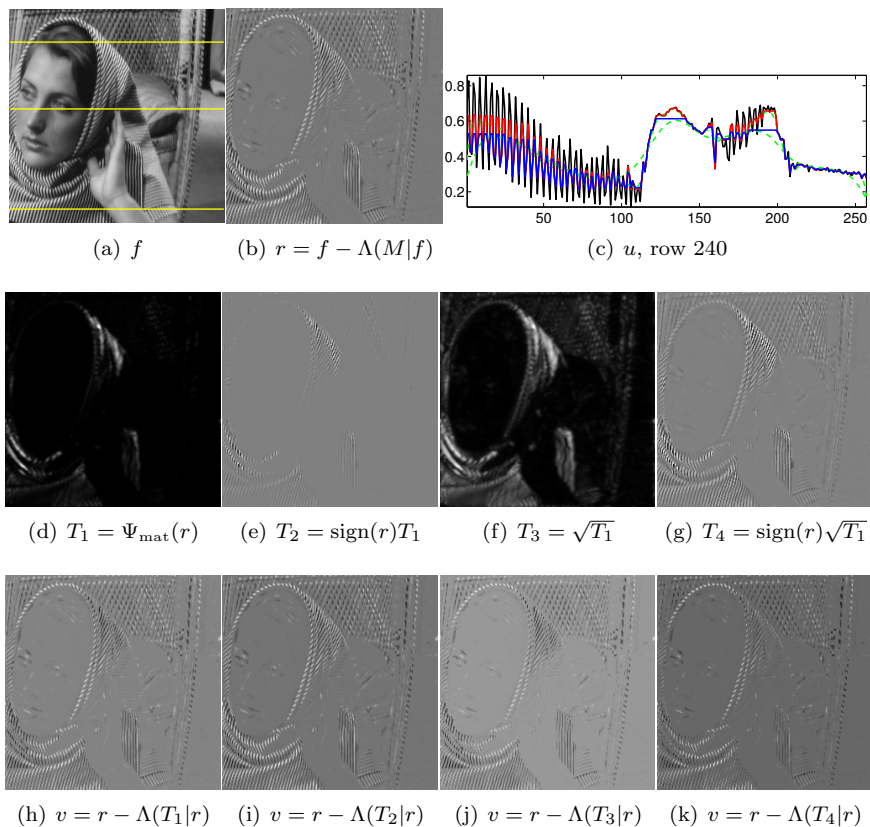 0.8
0.6
0.4
0.2
50 100 150 200 250
(a) f
(b) r = f − Λ(M|f)
(c) u, row 240
(d) T₁ = Ψ_mat(r)
(e) T₂ = sign(r)T₁
(f) T₃ = √T₁
(g) T₄ = sign(r)√T₁
(h) v = r − Λ(T₁|r)
(i) v = r − Λ(T₂|r)
(j) v = r − Λ(T₃|r)
(k) v = r − Λ(T₄|r)